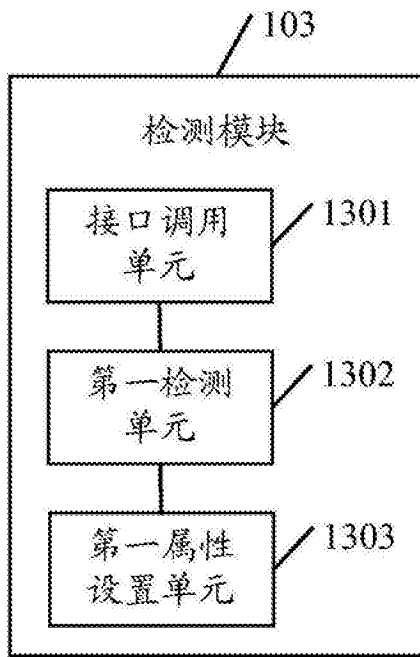 103
检测模块
接口调用
单元
1301
第一检测
单元
1302
第一属性
设置单元
1303